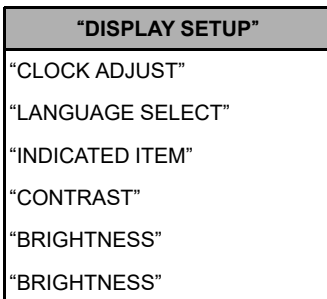 “DISPLAY SETUP”
“CLOCK ADJUST”
“LANGUAGE SELECT”
“INDICATED ITEM”
“CONTRAST”
“BRIGHTNESS”
“BRIGHTNESS”